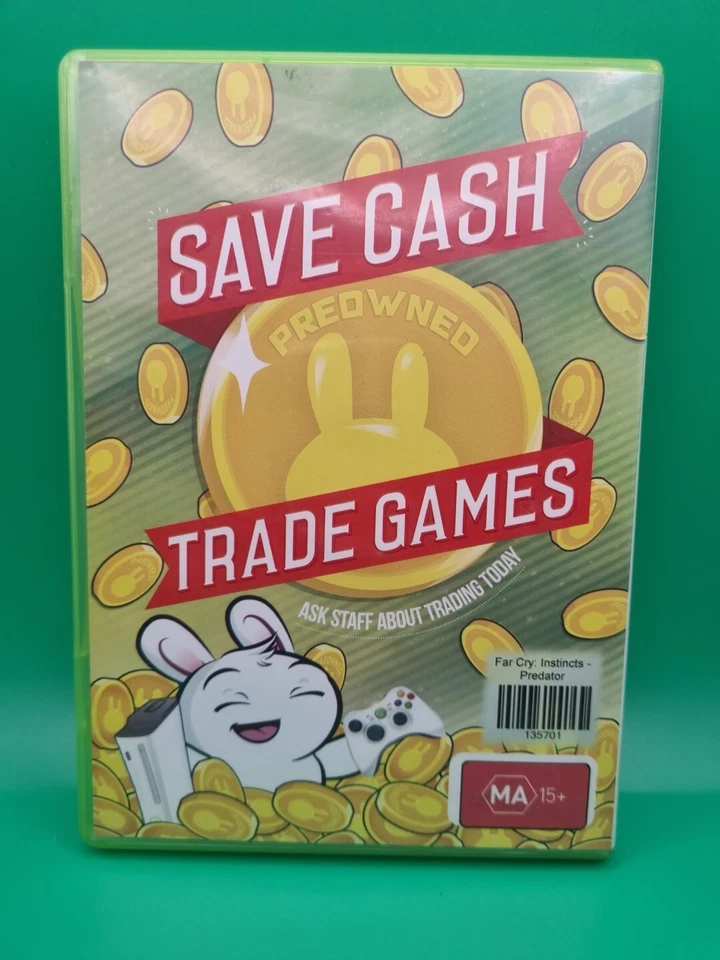 SAVE CASH
PREOWNED
TRADE GAMES
ASK STAFF ABOUT TRADING TODAY
Far Cry: Instincts -
Predator
135701
MA 15+